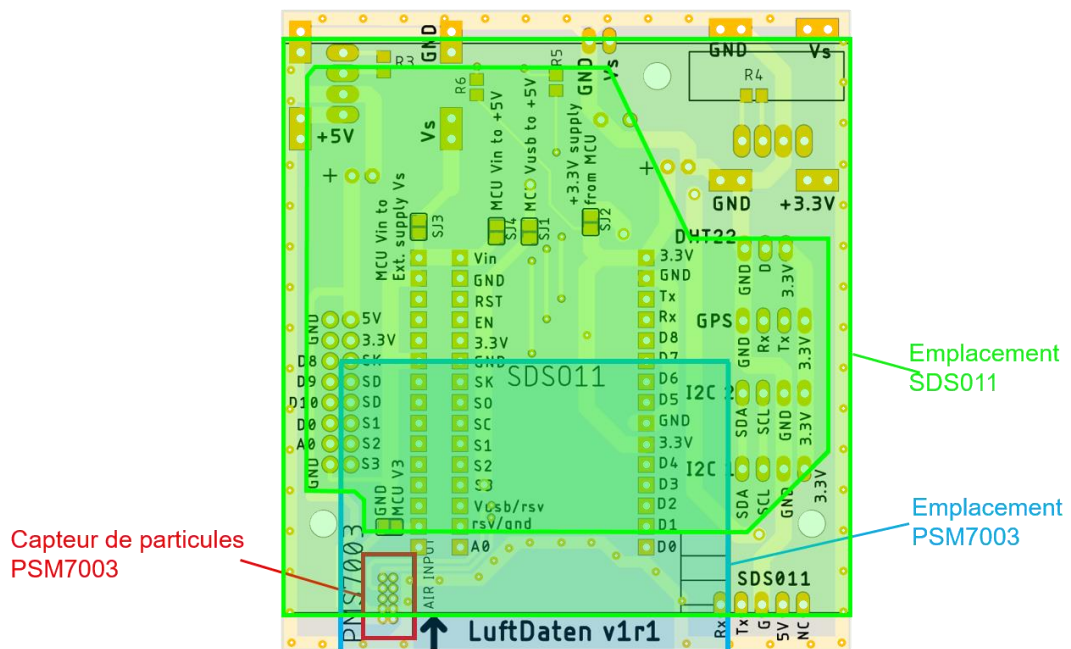 GND
R3
+5V
R6
Vs
R5
GND
Vs
GND
Vs
R4
GND
+3.3V
MCU Vin to
Ext. supply Vs
SJ3
MCU Vin to +5V
SJ4
MCU Vusb to +5V
SJ1
+3.3V supply
from MCU
SJ2
DHT22
GND
D
3.3V
GPS
GND
Rx
Tx
3.3V
I2C 2
SDA
SCL
GND
3.3V
I2C 1
SDA
SCL
GND
3.3V
GND
5V
3.3V
D8
SK
D9
SD
D10
SD
D0
S1
A0
S2
GND
S3
Vin
GND
RST
EN
3.3V
GND
SK
SO
SC
S1
S2
S3
Vusb/rsv
rsv/gnd
A0
3.3V
GND
Tx
Rx
D8
D7
D6
D5
GND
3.3V
D4
D3
D2
D1
D0
SDS011
GND
MCU V3
PMS7003
AIR INPUT
LuftDaten v1r1
SDS011
Rx
Tx
G
5V
NC
Emplacement
SDS011
Emplacement
PSM7003
Capteur de particules
PSM7003